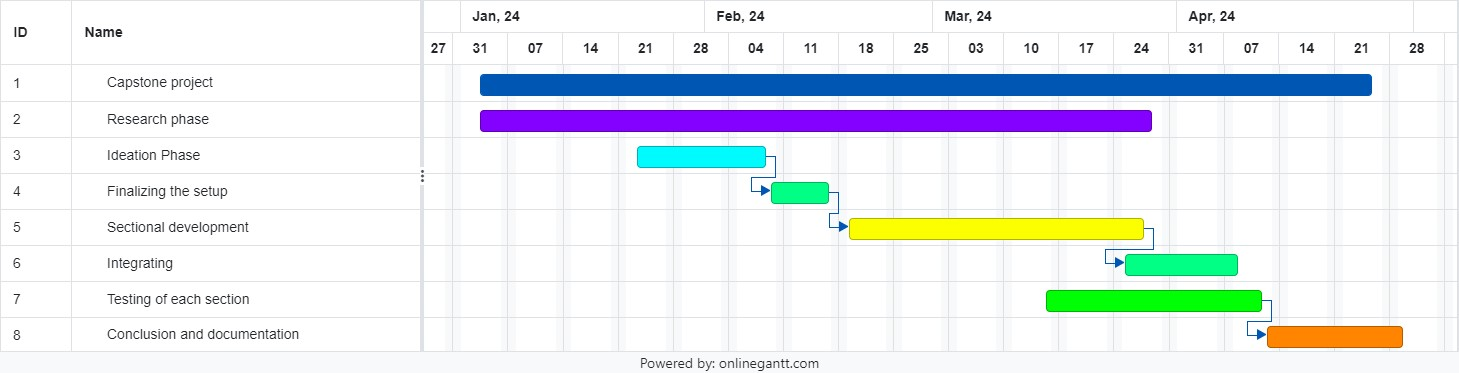 ID Name Jan, 24 Feb, 24 Mar, 24 Apr, 24
27 31 07 14 21 28 04 11 18 25 03 10 17 24 31 07 14 21 28
1 Capstone project
2 Research phase
3 Ideation Phase
4 Finalizing the setup
5 Sectional development
6 Integrating
7 Testing of each section
8 Conclusion and documentation
Powered by: onlinegantt.com